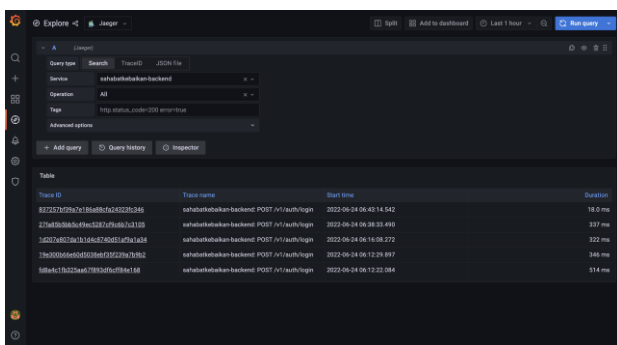 Explore Jaeger Split Add to dashboard Last 1 hour Run query
A (Jaeger)
Query type Search TraceID JSON file
Service sahabatkebaikan-backend
Operation All
Tags http.status_code=200 error=true
Advanced options
+ Add query Query history Inspector
Table
Trace ID Trace name Start time Duration
837257bf39a7e186a88cfa24323fc346 sahabatkebaikan-backend: POST /v1/auth/login 2022-06-24 06:43:14.542 18.0 ms
27fa85b5bb5c49ec5287cf9c6b7c3105 sahabatkebaikan-backend: POST /v1/auth/login 2022-06-24 06:38:33.490 337 ms
1d207e807da1b1d4c8740d51af9a1a34 sahabatkebaikan-backend: POST /v1/auth/login 2022-06-24 06:16:08.272 322 ms
19e300b66e60d5038ebf35f239a7b9b2 sahabatkebaikan-backend: POST /v1/auth/login 2022-06-24 06:12:29.897 346 ms
fd8a4c1fb325aa67f893df6cff84e168 sahabatkebaikan-backend: POST /v1/auth/login 2022-06-24 06:12:22.084 514 ms